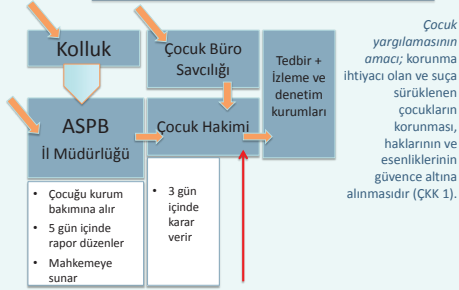 Kolluk
Çocuk Büro
Savcılığı
Tedbir +
İzleme ve
denetim
kurumları
ASPB
İl Müdürlüğü
Çocuk Hakimi
• Çocuğu kurum
bakımına alır
• 5 gün içinde
rapor düzenler
• Mahkemeye
sunar
• 3 gün
içinde
karar
verir
Çocuk
yargılamasının
amacı; korunma
ihtiyacı olan ve suça
sürüklenen
çocukların
korunması,
haklarının ve
esenliklerinin
güvence altına
alınmasıdır (ÇKK 1).